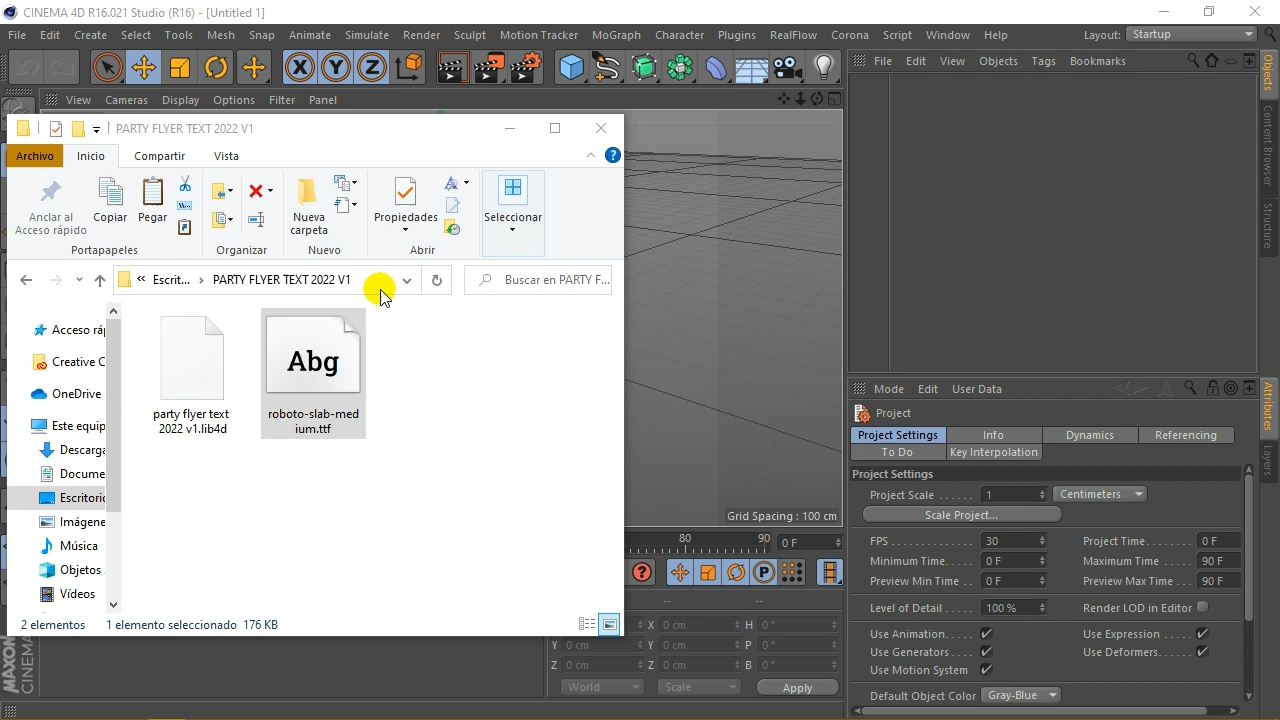 CINEMA 4D R16.021 Studio (R16) - [Untitled 1]
File Edit Create Select Tools Mesh Snap Animate Simulate Render Sculpt Motion Tracker MoGraph Character Plugins RealFlow Corona Script Window Help Layout: Startup
X Y Z
File Edit View Objects Tags Bookmarks
View Cameras Display Options Filter Panel
PARTY FLYER TEXT 2022 V1
Archivo Inicio Compartir Vista
Anclar al
Acceso rápido
Copiar
Pegar
Portapapeles
Organizar
Nueva
carpeta
Nuevo
Propiedades
Abrir
Seleccionar
« Escrit... › PARTY FLYER TEXT 2022 V1
Buscar en PARTY F...
Acceso ráp
Creative C
OneDrive
Este equip
Descarga
Docume
Escritorio
Imágene
Música
Objetos
Vídeos
party flyer text
2022 v1.lib4d
Abg
roboto-slab-med
ium.ttf
2 elementos 1 elemento seleccionado 176 KB
Grid Spacing : 100 cm
80 90 0 F
P
-- --
X 0 cm H 0°
Y 0 cm Y 0 cm P 0°
Z 0 cm Z 0 cm B 0°
World Scale Apply
MAXON
CINEMA
Objects
Content Browser
Structure
Attributes
Layers
Mode Edit User Data
Project
Project Settings Info Dynamics Referencing
To Do Key Interpolation
Project Settings
Project Scale ...... 1 Centimeters
Scale Project...
FPS.............. 30 Project Time........ 0 F
Minimum Time.... 0 F Maximum Time ..... 90 F
Preview Min Time .. 0 F Preview Max Time ... 90 F
Level of Detail ..... 100 % Render LOD in Editor
Use Animation..... Use Expression .....
Use Generators .... Use Deformers......
Use Motion System
Default Object Color Gray-Blue